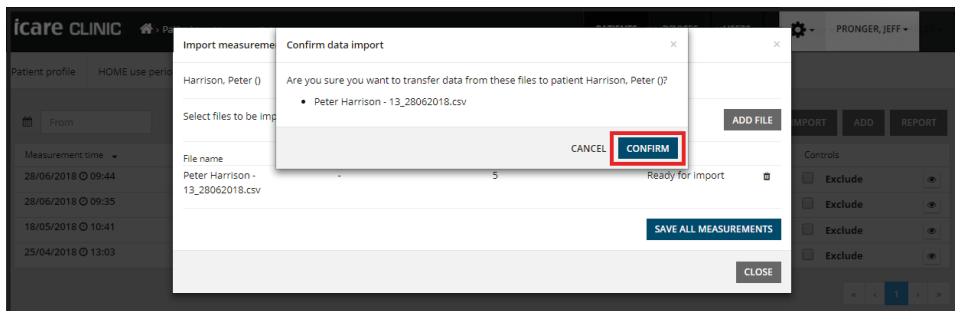 icare CLINIC
PATIENTS DEVICES USERS
PRONGER, JEFF
Patient profile HOME use perio
From
IMPORT ADD REPORT
Measurement time
Controls
28/06/2018 09:44 Exclude
28/06/2018 09:35 Exclude
18/05/2018 10:41 Exclude
25/04/2018 13:03 Exclude
« ‹ 1 › »
Import measureme
×
Harrison, Peter ()
Select files to be imp
ADD FILE
File name
Peter Harrison - - 5 Ready for import
13_28062018.csv
SAVE ALL MEASUREMENTS
CLOSE
Confirm data import ×
Are you sure you want to transfer data from these files to patient Harrison, Peter ()?
• Peter Harrison - 13_28062018.csv
CANCEL CONFIRM